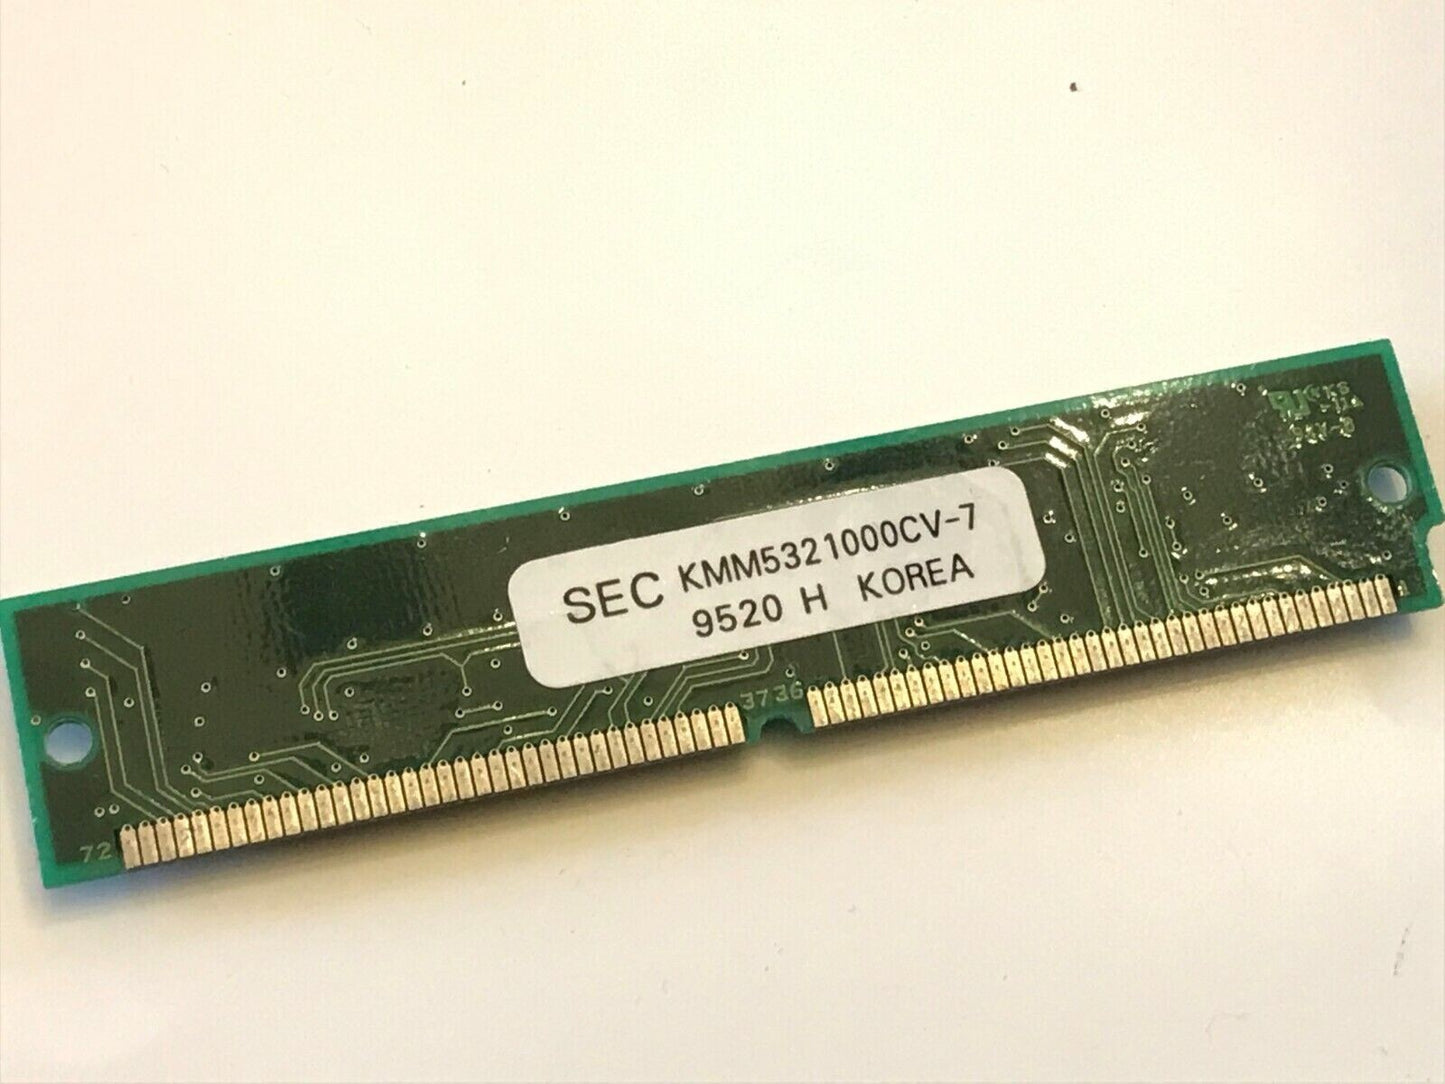 SEC KMM5321000CV-7
9520 H KOREA
3736
72